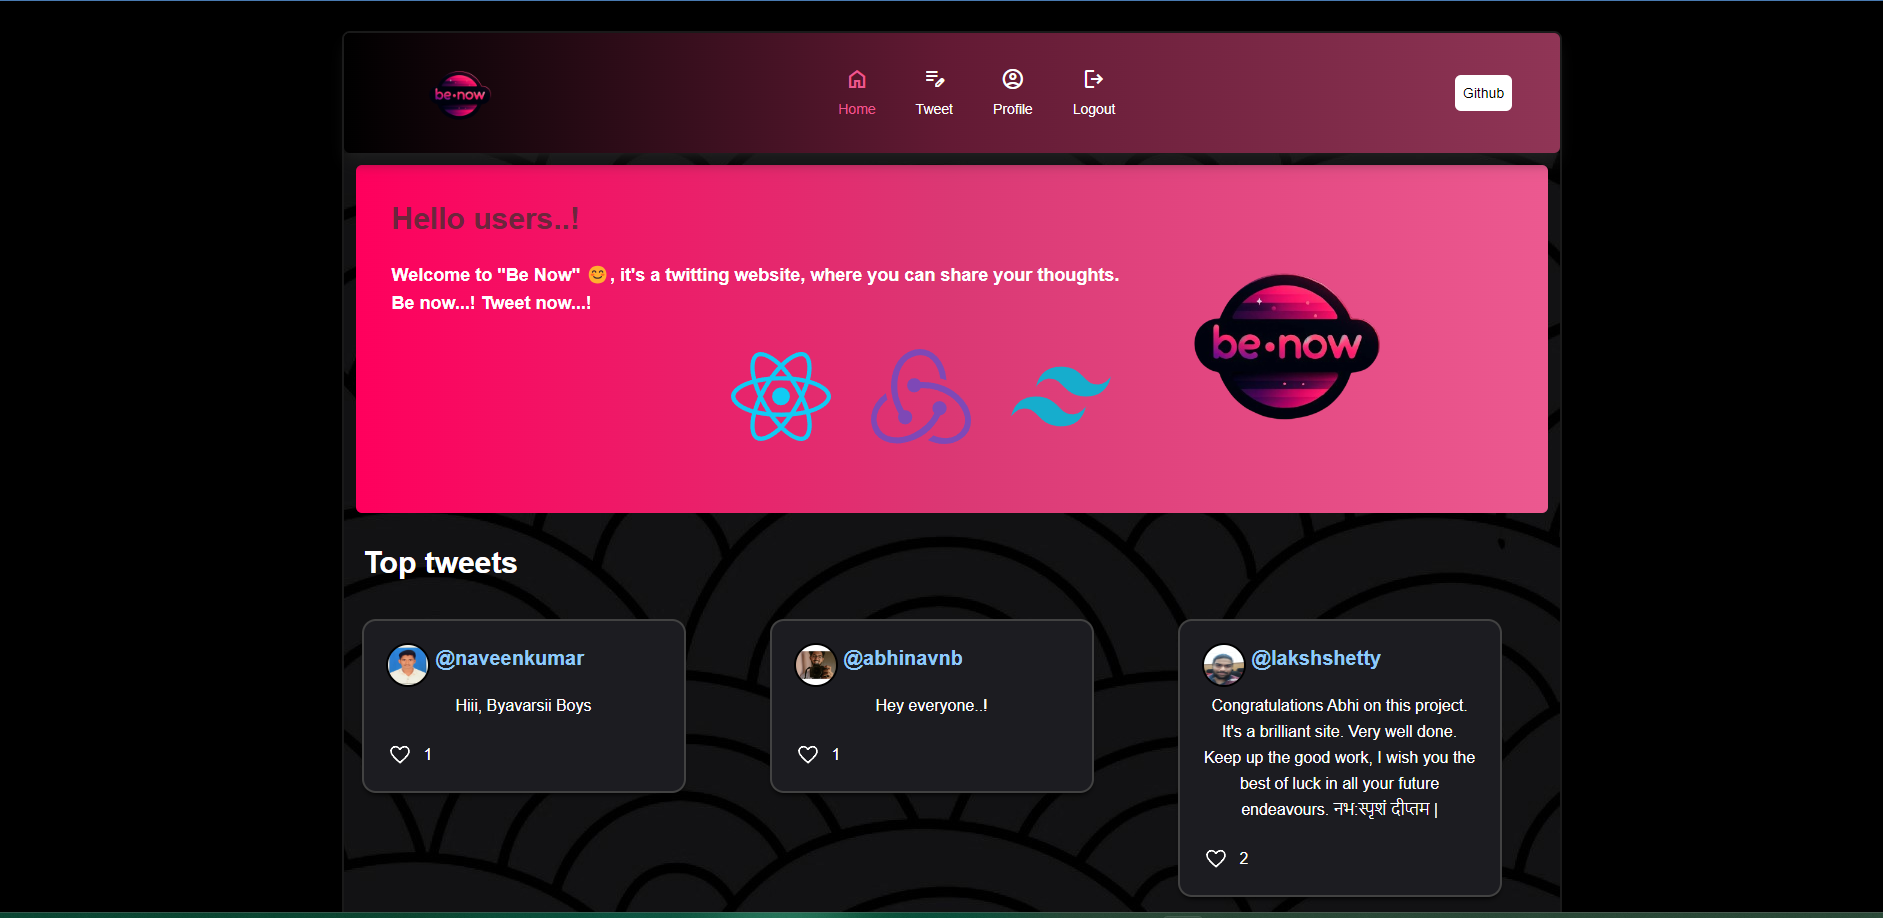 be•now
Home
Tweet
Profile
Logout
Github
Hello users..!
Welcome to "Be Now" 😊, it's a twitting website, where you can share your thoughts.
Be now...! Tweet now...!
be•now
Top tweets
@naveenkumar
Hiii, Byavarsii Boys
1
@abhinavnb
Hey everyone..!
1
@lakshshetty
Congratulations Abhi on this project.
It's a brilliant site. Very well done.
Keep up the good work, I wish you the
best of luck in all your future
endeavours. नभ:स्पृशं दीप्तम |
2